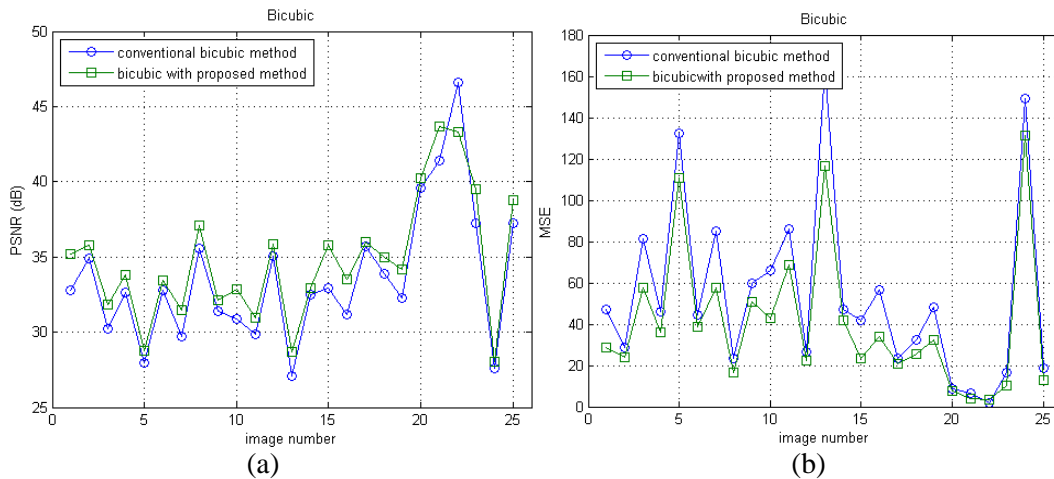 Bicubic
50
45
40
35
30
25
PSNR (dB)
conventional bicubic method
bicubic with proposed method
0 5 10 15 20 25
image number
(a)
Bicubic
180
160
140
120
100
80
60
40
20
0
MSE
conventional bicubic method
bicubicwith proposed method
0 5 10 15 20 25
image number
(b)